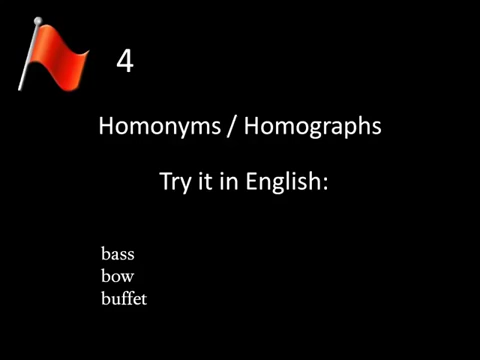 4
Homonyms / Homographs
Try it in English:
bass
bow
buffet